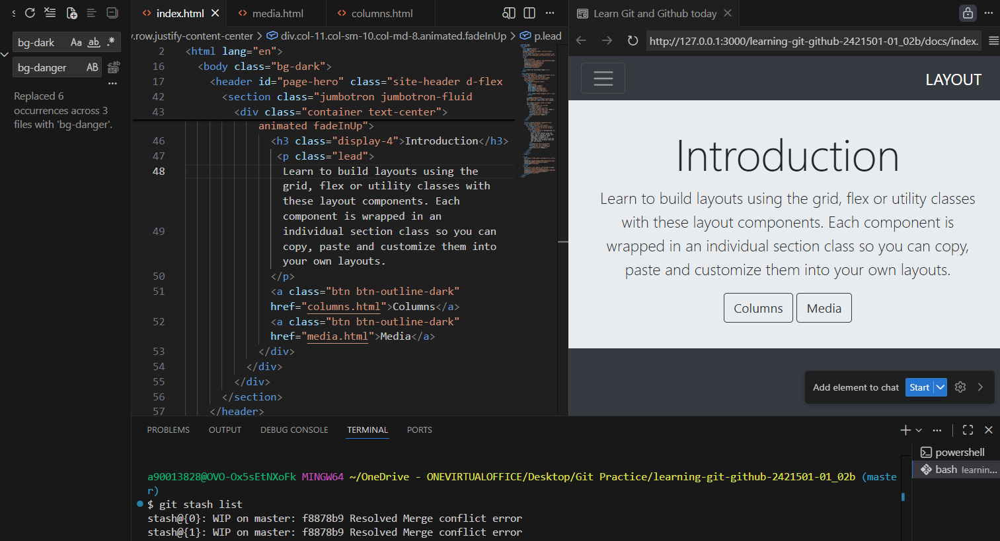 index.html
media.html
columns.html
Learn Git and Github today
bg-dark
Aa
ab
.*
bg-danger
AB
Replaced 6
occurrences across 3
files with 'bg-danger'.
.row.justify-content-center > div.col-11.col-sm-10.col-md-8.animated.fadeInUp > p.lead
2 <html lang="en">
16 <body class="bg-dark">
17 <header id="page-hero" class="site-header d-flex
42 <section class="jumbotron jumbotron-fluid
43 <div class="container text-center">
animated fadeInUp">
46 <h3 class="display-4">Introduction</h3>
47 <p class="lead">
48 Learn to build layouts using the
grid, flex or utility classes with
these layout components. Each
component is wrapped in an
49 individual section class so you can
copy, paste and customize them into
your own layouts.
50 </p>
51 <a class="btn btn-outline-dark"
href="columns.html">Columns</a>
52 <a class="btn btn-outline-dark"
href="media.html">Media</a>
53 </div>
54 </div>
55 </div>
56 </section>
57 </header>
http://127.0.0.1:3000/learning-git-github-2421501-01_02b/docs/index.
LAYOUT
Introduction
Learn to build layouts using the grid, flex or utility classes
with these layout components. Each component is
wrapped in an individual section class so you can copy,
paste and customize them into your own layouts.
Columns
Media
Add element to chat
Start
PROBLEMS
OUTPUT
DEBUG CONSOLE
TERMINAL
PORTS
a90013828@OVO-Ox5sEtNXoFk MINGW64 ~/OneDrive - ONEVIRTUALOFFICE/Desktop/Git Practice/learning-git-github-2421501-01_02b (maste
r)
$ git stash list
stash@{0}: WIP on master: f8878b9 Resolved Merge conflict error
stash@{1}: WIP on master: f8878b9 Resolved Merge conflict error
powershell
bash learnin...